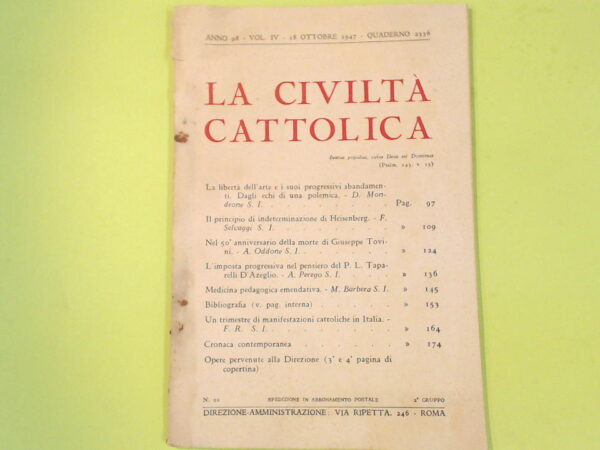 ANNO 98 - VOL. IV - 18 OTTOBRE 1947 - QUADERNO 2336
LA CIVILTÀ
CATTOLICA
Beatus populus, cuius Deus est Dominus
(Psalm. 143, v. 15)
La libertà dell'arte e i suoi progressivi sbandamen-
ti. Dagli echi di una polemica. - D. Mon-
drone S. I. . . . . . . . . . Pag. 97
Il principio di indeterminazione di Heisenberg. - F.
Selvaggi S. I. . . . . . . . . . » 109
Nel 50° anniversario della morte di Giuseppe Tovi-
ni. - A. Oddone S. I. . . . . . . . » 124
L'imposta progressiva nel pensiero del P. L. Tapa-
relli D'Azeglio. - A. Perego S. I. . . . . » 136
Medicina pedagogica emendativa. - M. Barbera S. I. » 145
Bibliografia (v. pag. interna) . . . . . » 153
Un trimestre di manifestazioni cattoliche in Italia. -
F. R. S. I. . . . . . . . . . » 164
Cronaca contemporanea . . . . . . » 174
Opere pervenute alla Direzione (3ª e 4ª pagina di
copertina)
N. 20 SPEDIZIONE IN ABBONAMENTO POSTALE 2° GRUPPO
DIREZIONE-AMMINISTRAZIONE: VIA RIPETTA, 246 - ROMA